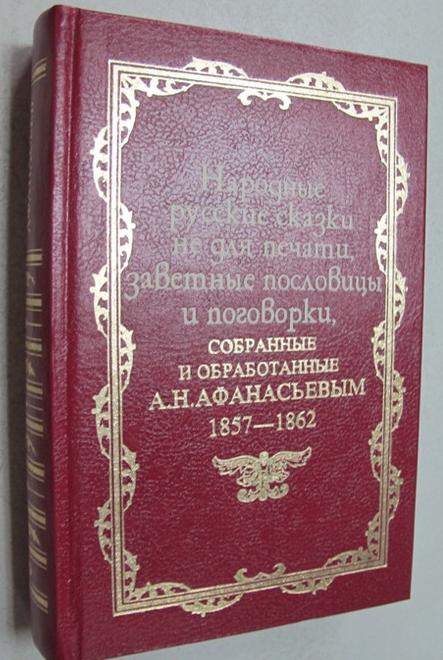 Народные
русские сказки
не для печати,
заветные пословицы
и поговорки,
СОБРАННЫЕ
И ОБРАБОТАННЫЕ
А.Н.АФАНАСЬЕВЫМ
1857—1862